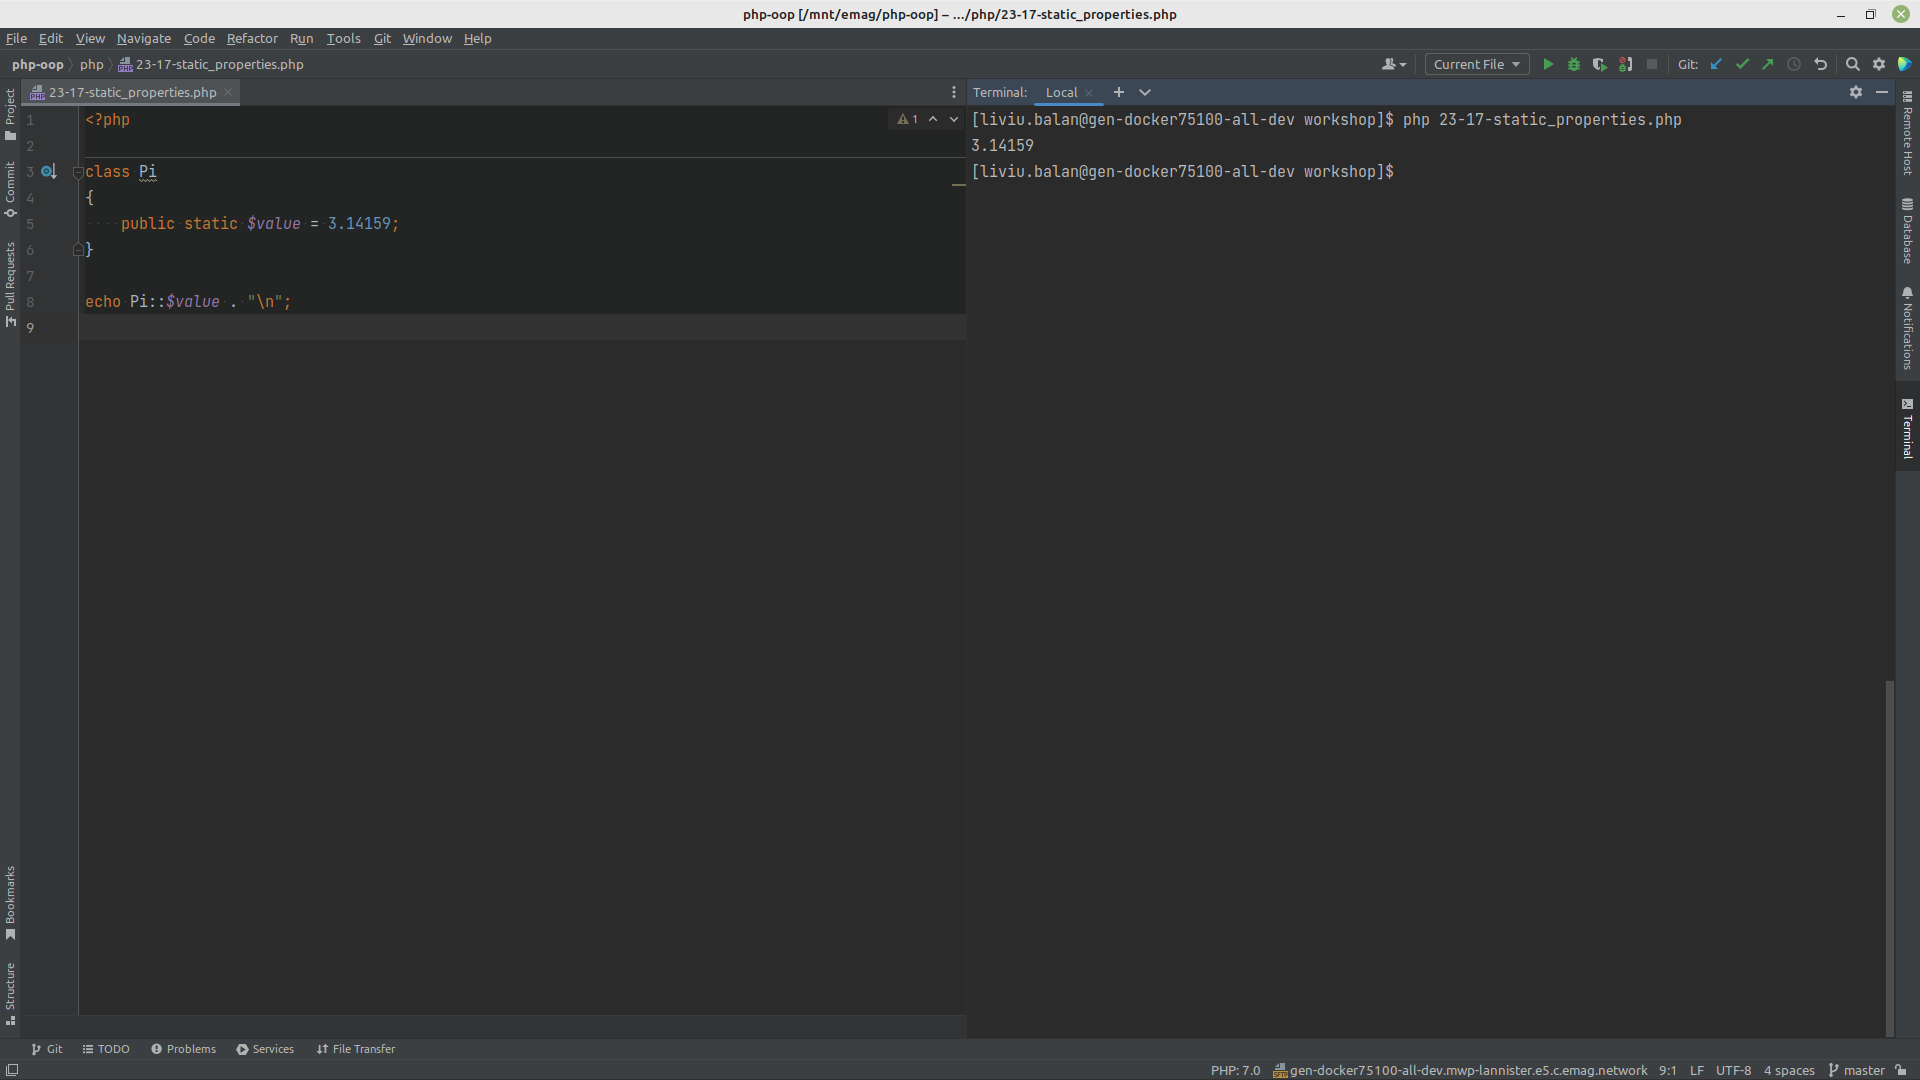 php-oop [/mnt/emag/php-oop] – .../php/23-17-static_properties.php
File Edit View Navigate Code Refactor Run Tools Git Window Help
php-oop php 23-17-static_properties.php
Current File
Git:
Project
Commit
Pull Requests
Bookmarks
Structure
23-17-static_properties.php
1 <?php
2
3 class Pi
4 {
5 public static $value = 3.14159;
6 }
7
8 echo Pi::$value . "\n";
9
1
Terminal: Local
[liviu.balan@gen-docker75100-all-dev workshop]$ php 23-17-static_properties.php
3.14159
[liviu.balan@gen-docker75100-all-dev workshop]$
Remote Host
Database
Notifications
Terminal
Git TODO Problems Services File Transfer
PHP: 7.0 gen-docker75100-all-dev.mwp-lannister.e5.c.emag.network 9:1 LF UTF-8 4 spaces master